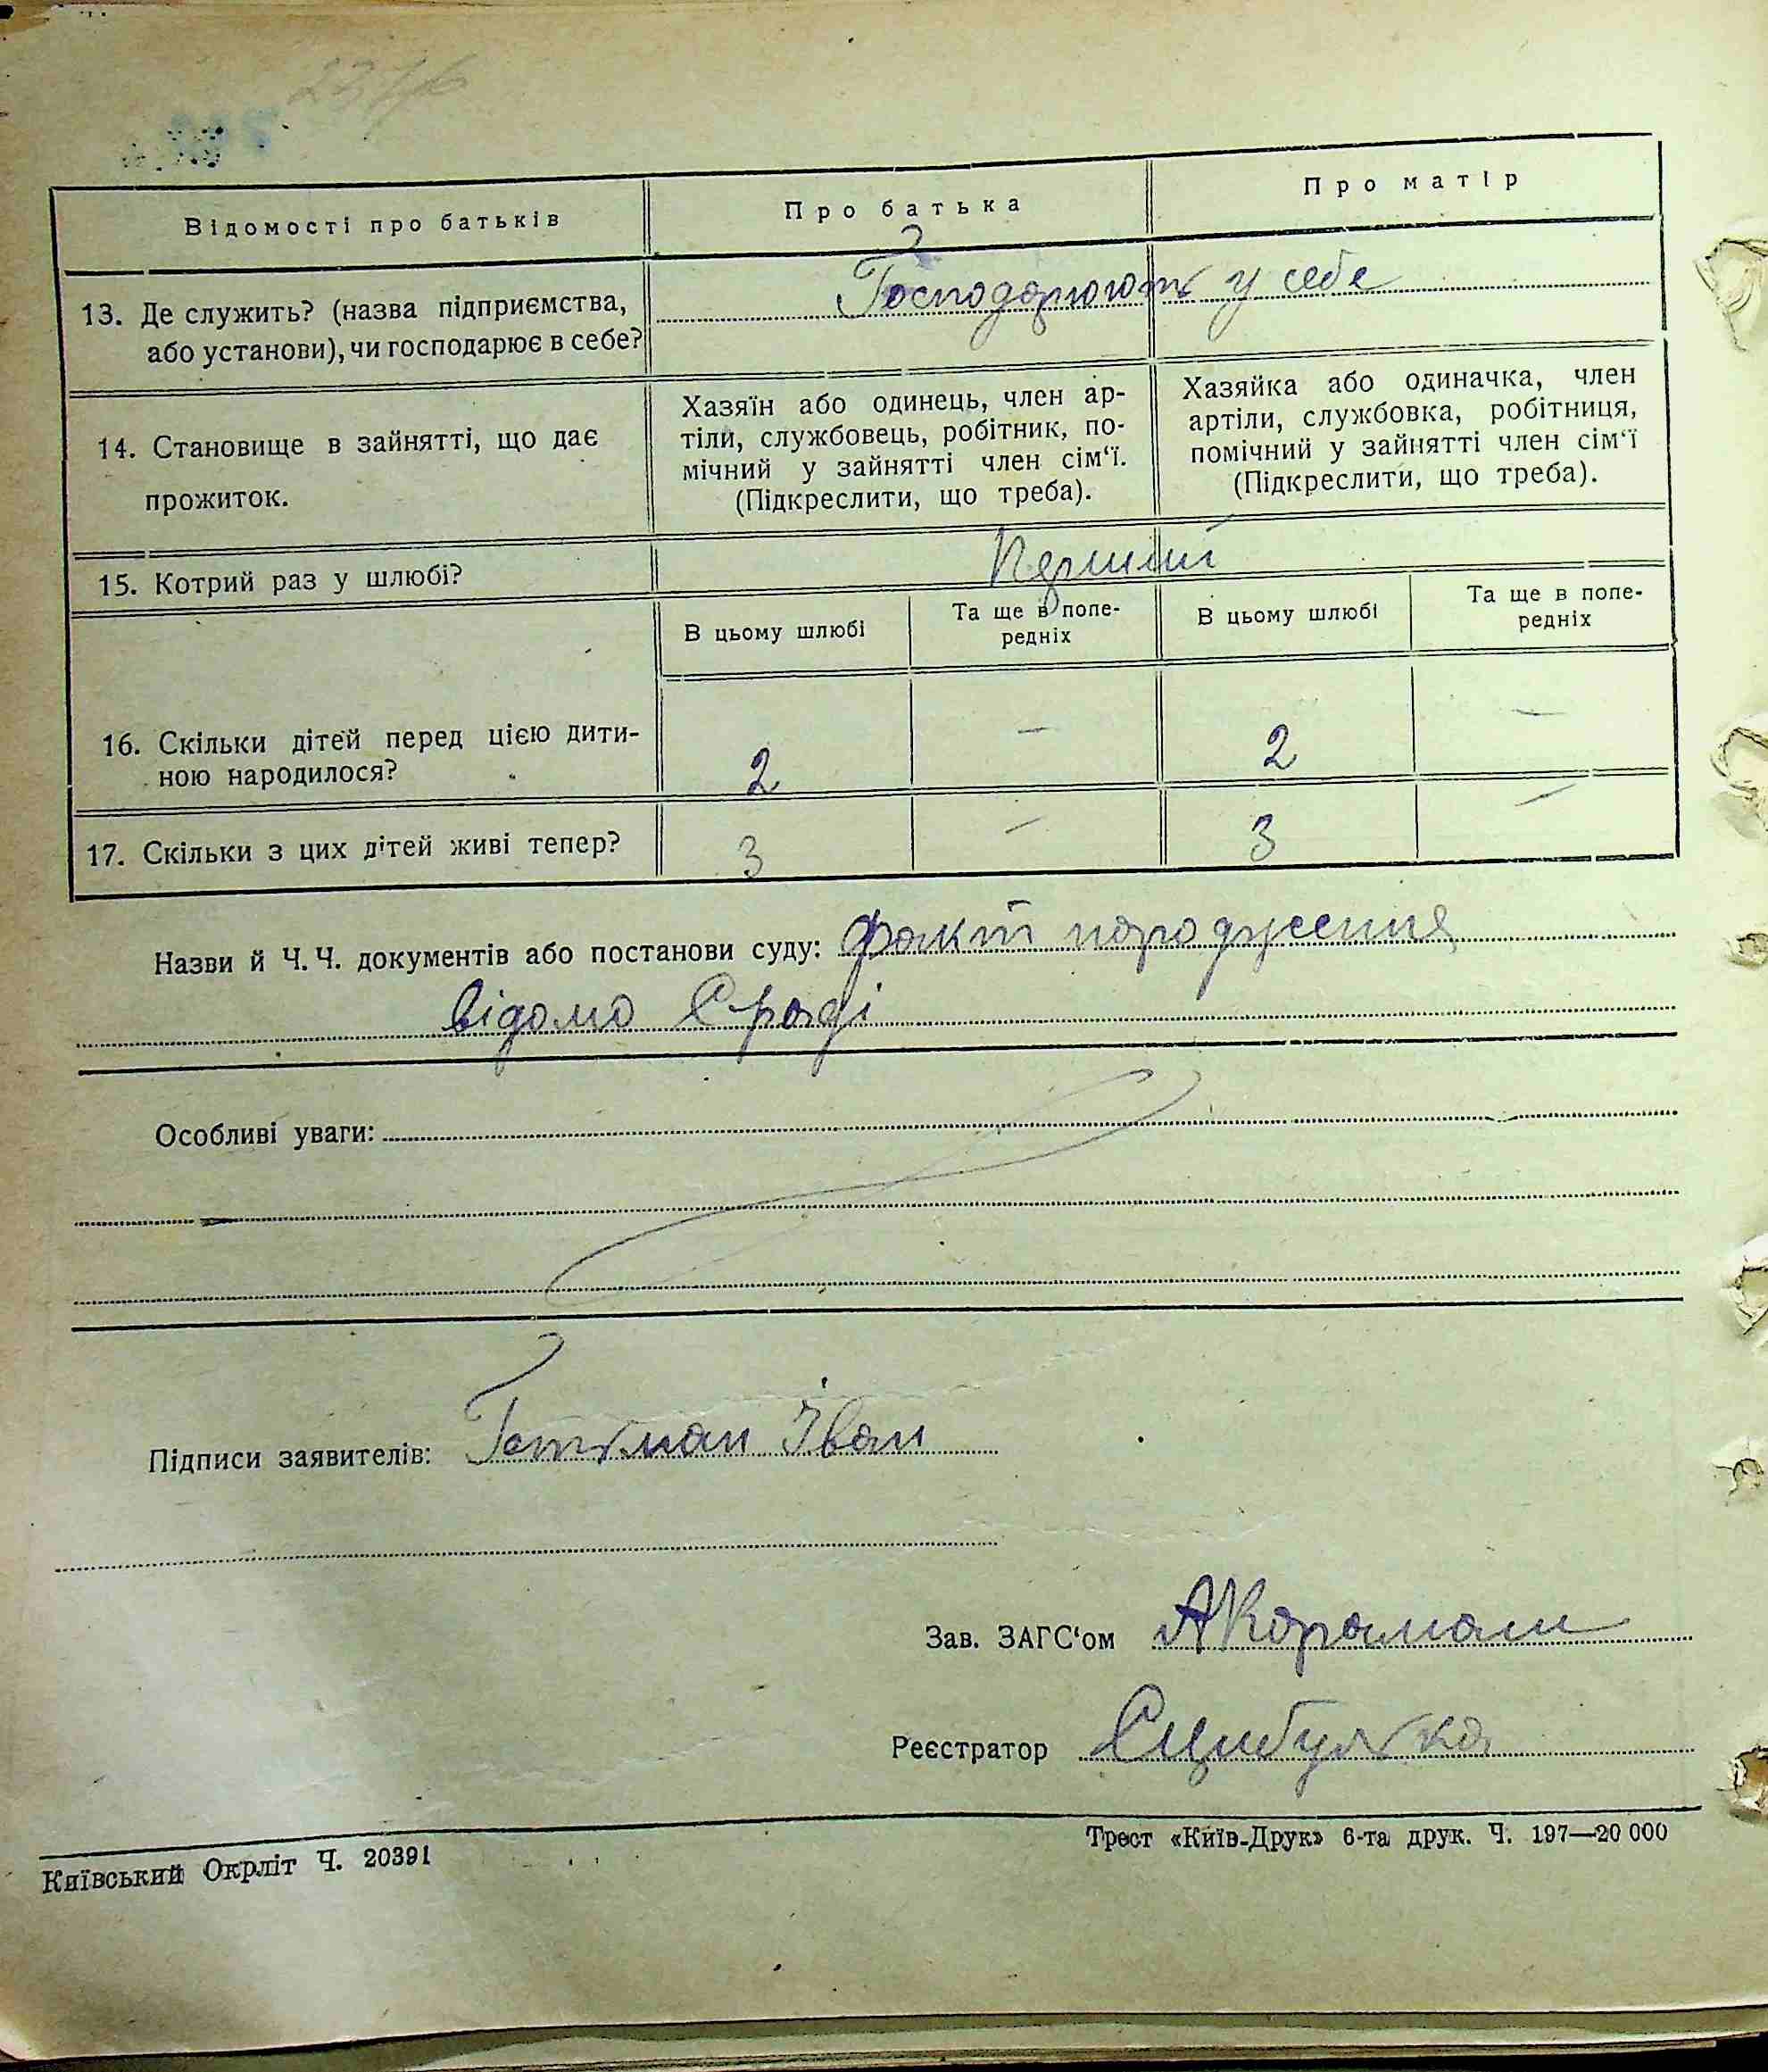 Відомості про батьків
Про батька
Про матір
13. Де служить? (назва підприємства,
або установи), чи господарює в себе?
Господарюють у себе
14. Становище в зайнятті, що дає
прожиток.
Хазяїн або одинець, член ар-
тіли, службовець, робітник, по-
мічний у зайнятті член сім‘ї.
(Підкреслити, що треба).
Хазяйка або одиначка, член
артіли, службовка, робітниця,
помічний у зайнятті член сім‘ї
(Підкреслити, що треба).
15. Котрий раз у шлюбі?
Перший
В цьому шлюбі
Та ще в попе-
редніх
В цьому шлюбі
Та ще в попе-
редніх
16. Скільки дітей перед цією дити-
ною народилося?
2 — 2 —
17. Скільки з цих дітей живі тепер?
3 — 3 —
Назви й Ч. Ч. документів або постанови суду: факт народження
відомо С/раді
Особливі уваги:
Підписи заявителів: Гетьман Іван
Зав. ЗАГС‘ом
Реєстратор ЄЦибулька
Київський Окрліт Ч. 20391
Трест «Київ-Друк» 6-та друк. Ч. 197—20 000